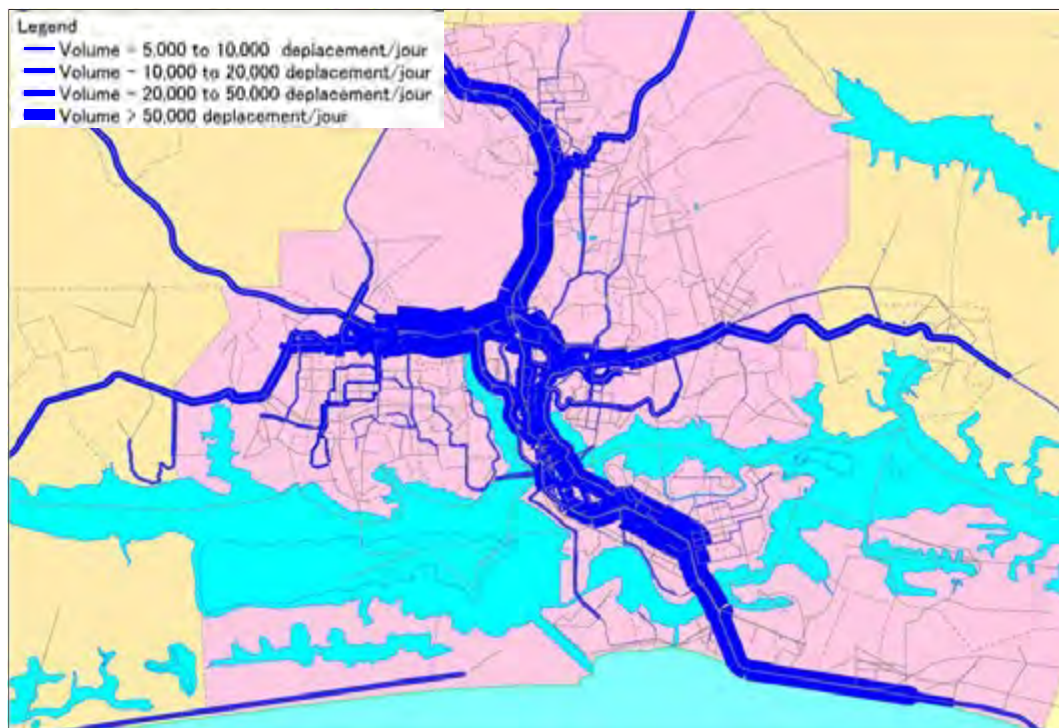 Legend
Volume - 5,000 to 10,000 deplacement/jour
Volume - 10,000 to 20,000 deplacement/jour
Volume - 20,000 to 50,000 deplacement/jour
Volume > 50,000 deplacement/jour